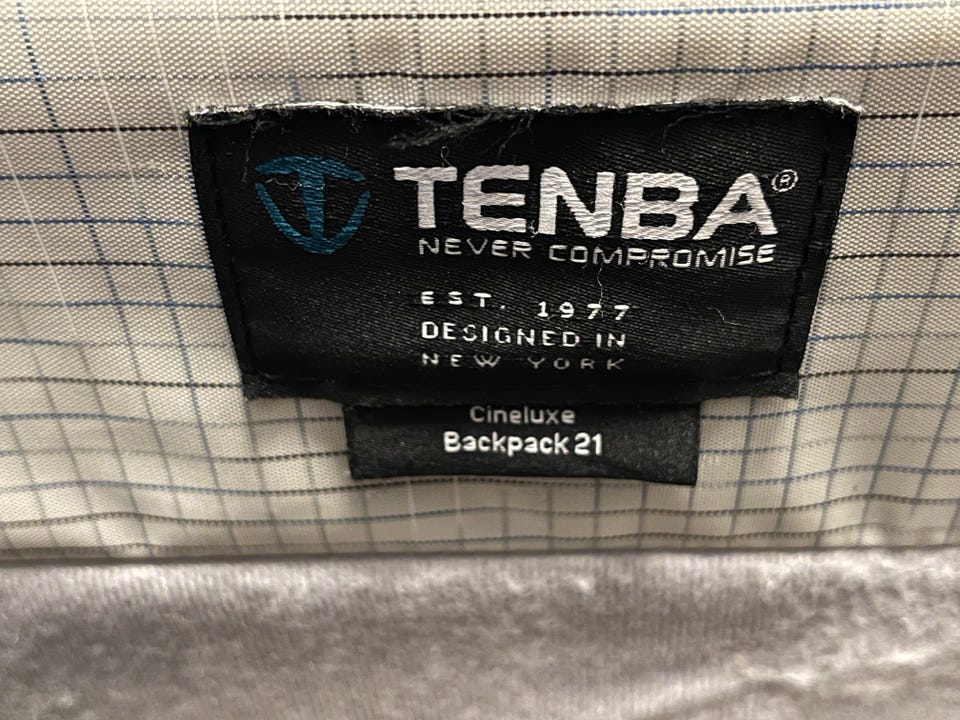 TENBA®
NEVER COMPROMISE
EST. 1977
DESIGNED IN
NEW YORK
Cineluxe
Backpack 21